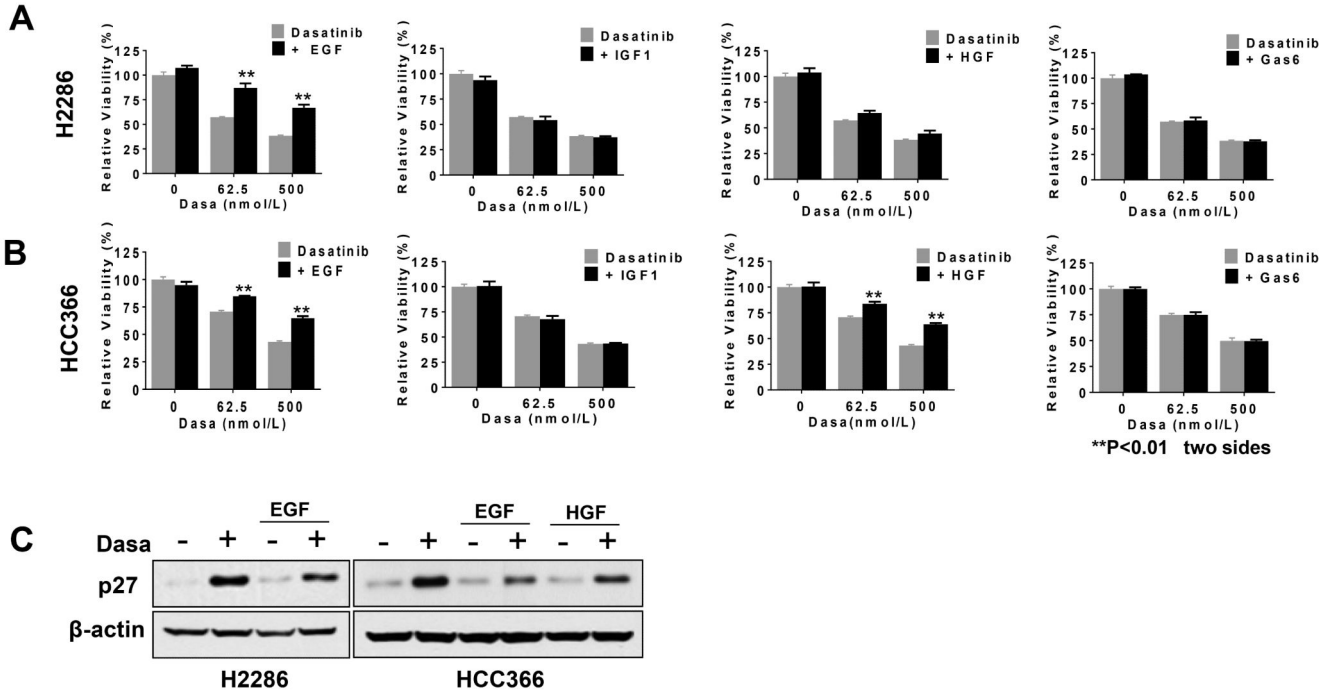 A
H2286
Relative Viability (%)
125
100
75
50
25
0
Dasatinib
+ EGF
**
**
0 62.5 500
Dasa (nmol/L)
Relative Viability (%)
125
100
75
50
25
0
Dasatinib
+ IGF1
0 62.5 500
Dasa (nmol/L)
Relative Viability (%)
125
100
75
50
25
0
Dasatinib
+ HGF
0 62.5 500
Dasa (nmol/L)
Relative Viability (%)
125
100
75
50
25
0
Dasatinib
+ Gas6
0 62.5 500
Dasa (nmol/L)
B
HCC366
Relative Viability (%)
125
100
75
50
25
0
Dasatinib
+ EGF
**
**
0 62.5 500
Dasa (nmol/L)
Relative Viability (%)
125
100
75
50
25
0
Dasatinib
+ IGF1
0 62.5 500
Dasa (nmol/L)
Relative Viability (%)
125
100
75
50
25
0
Dasatinib
+ HGF
**
**
0 62.5 500
Dasa(nmol/L)
Relative Viability (%)
125
100
75
50
25
0
Dasatinib
+ Gas6
0 62.5 500
Dasa (nmol/L)
**P<0.01 two sides
C
EGF EGF HGF
Dasa - + - + - + - + - +
p27
β-actin
H2286 HCC366